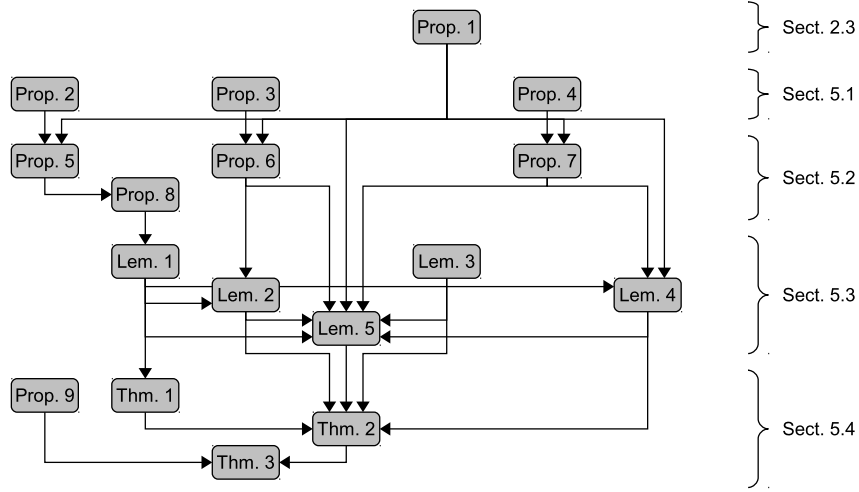 Prop. 1
Sect. 2.3
Prop. 2
Prop. 3
Prop. 4
Sect. 5.1
Prop. 5
Prop. 6
Prop. 7
Sect. 5.2
Prop. 8
Lem. 1
Lem. 3
Lem. 2
Lem. 4
Sect. 5.3
Lem. 5
Prop. 9
Thm. 1
Thm. 2
Sect. 5.4
Thm. 3